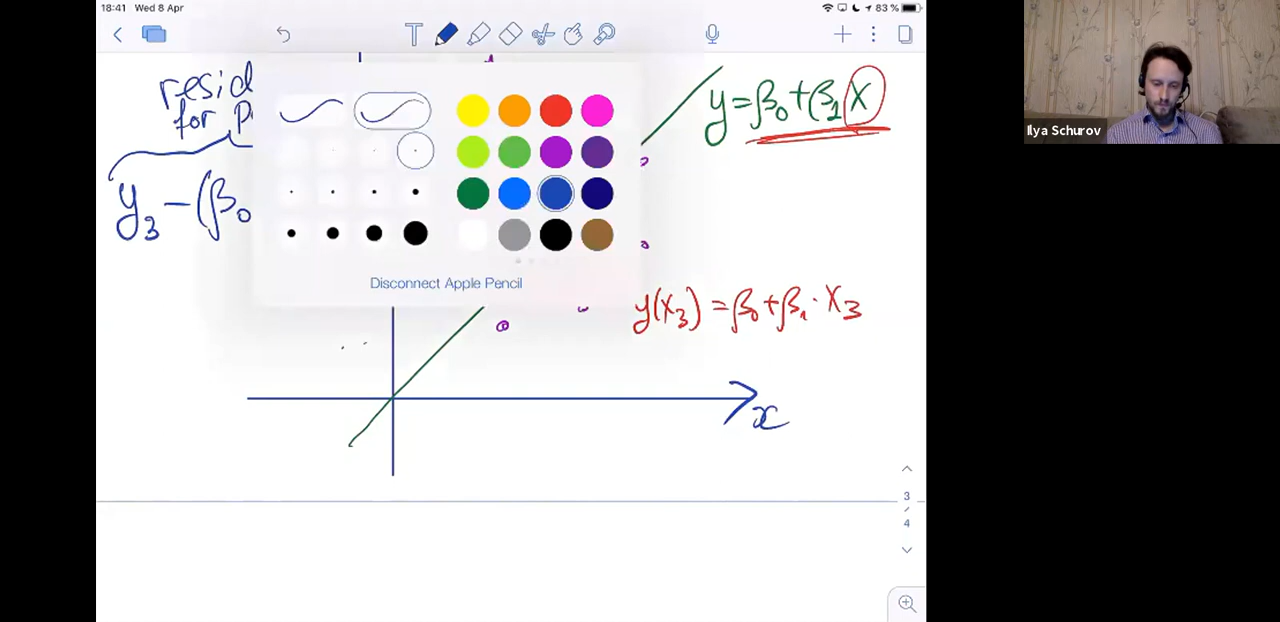 18:41 Wed 8 Apr
83 %
T
resid
for P
y = β₀ + β₁ x
y₃ − (β₀
Disconnect Apple Pencil
y(x₃) = β₀ + β₁ · x₃
x
3
4
Ilya Schurov